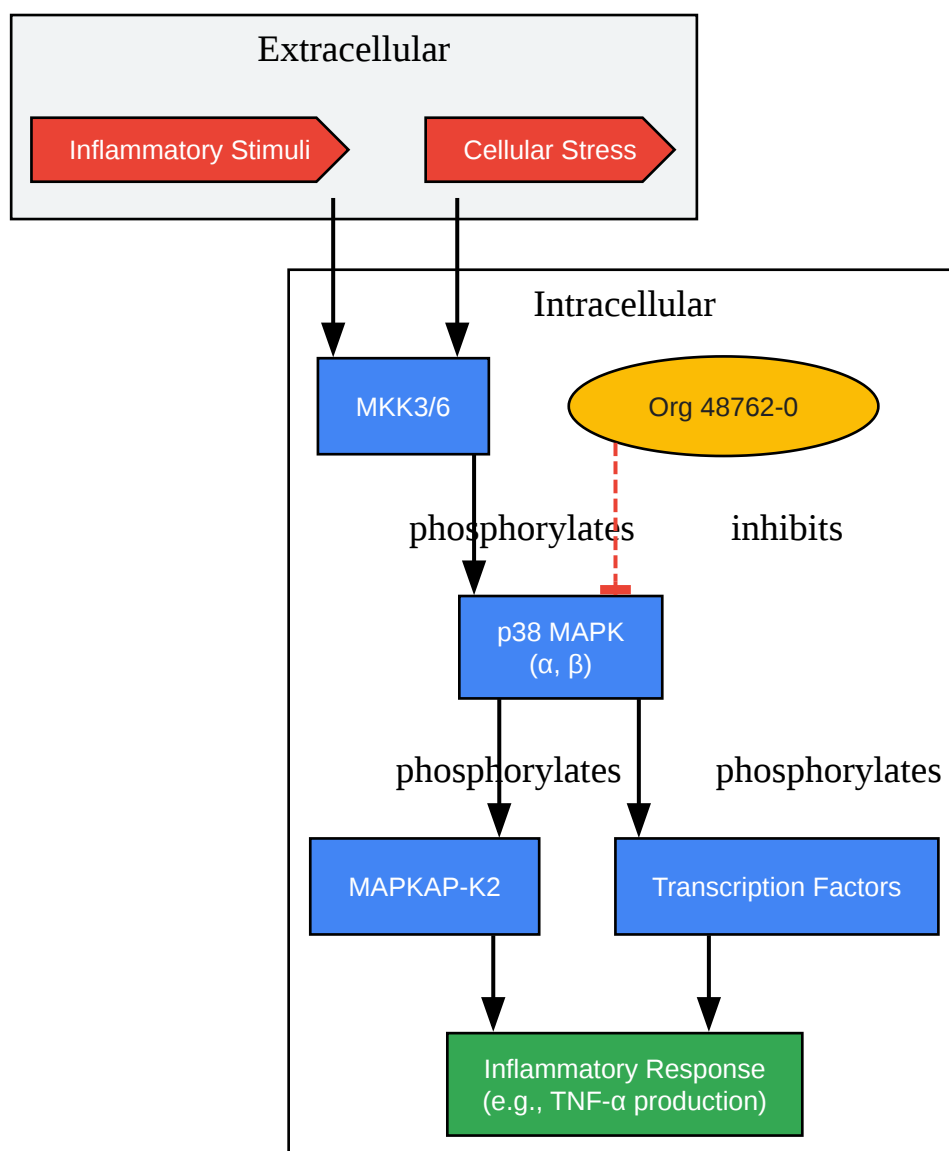 Extracellular
Inflammatory Stimuli
Cellular Stress
Intracellular
MKK3/6
Org 48762-0
phosphorylates
inhibits
p38 MAPK
(α, β)
phosphorylates
phosphorylates
MAPKAP-K2
Transcription Factors
Inflammatory Response
(e.g., TNF-α production)